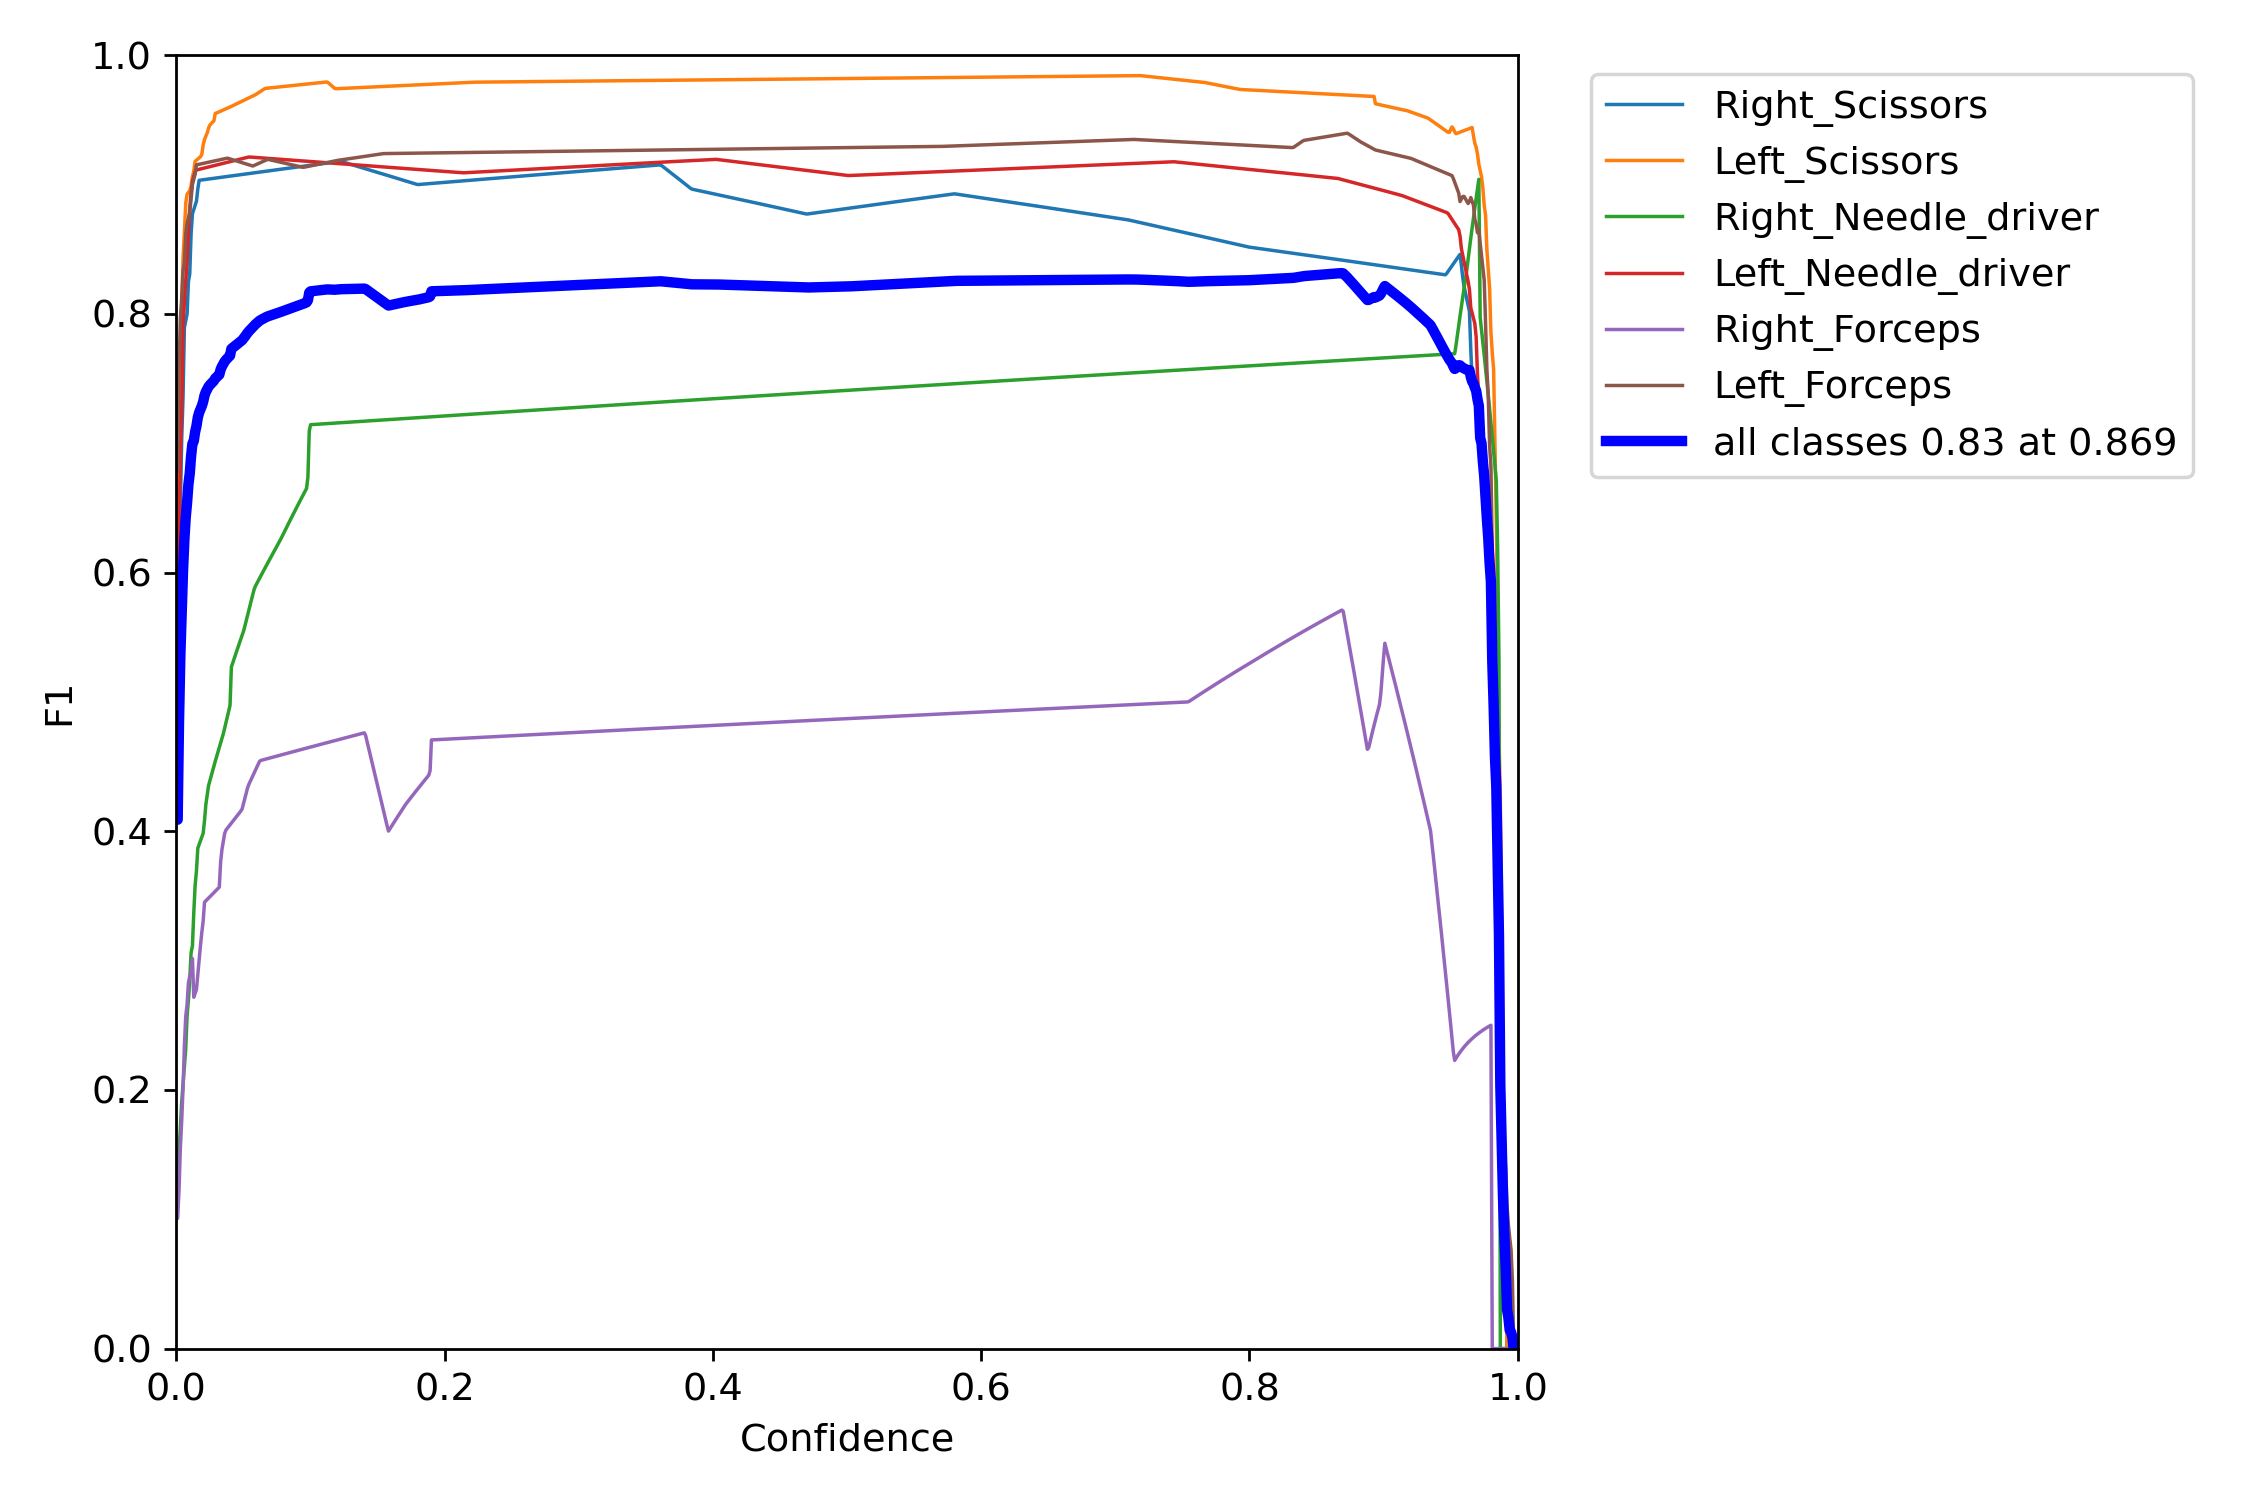 1.0
0.8
0.6
0.4
0.2
0.0
F1
0.0 0.2 0.4 0.6 0.8 1.0
Confidence
Right_Scissors
Left_Scissors
Right_Needle_driver
Left_Needle_driver
Right_Forceps
Left_Forceps
all classes 0.83 at 0.869